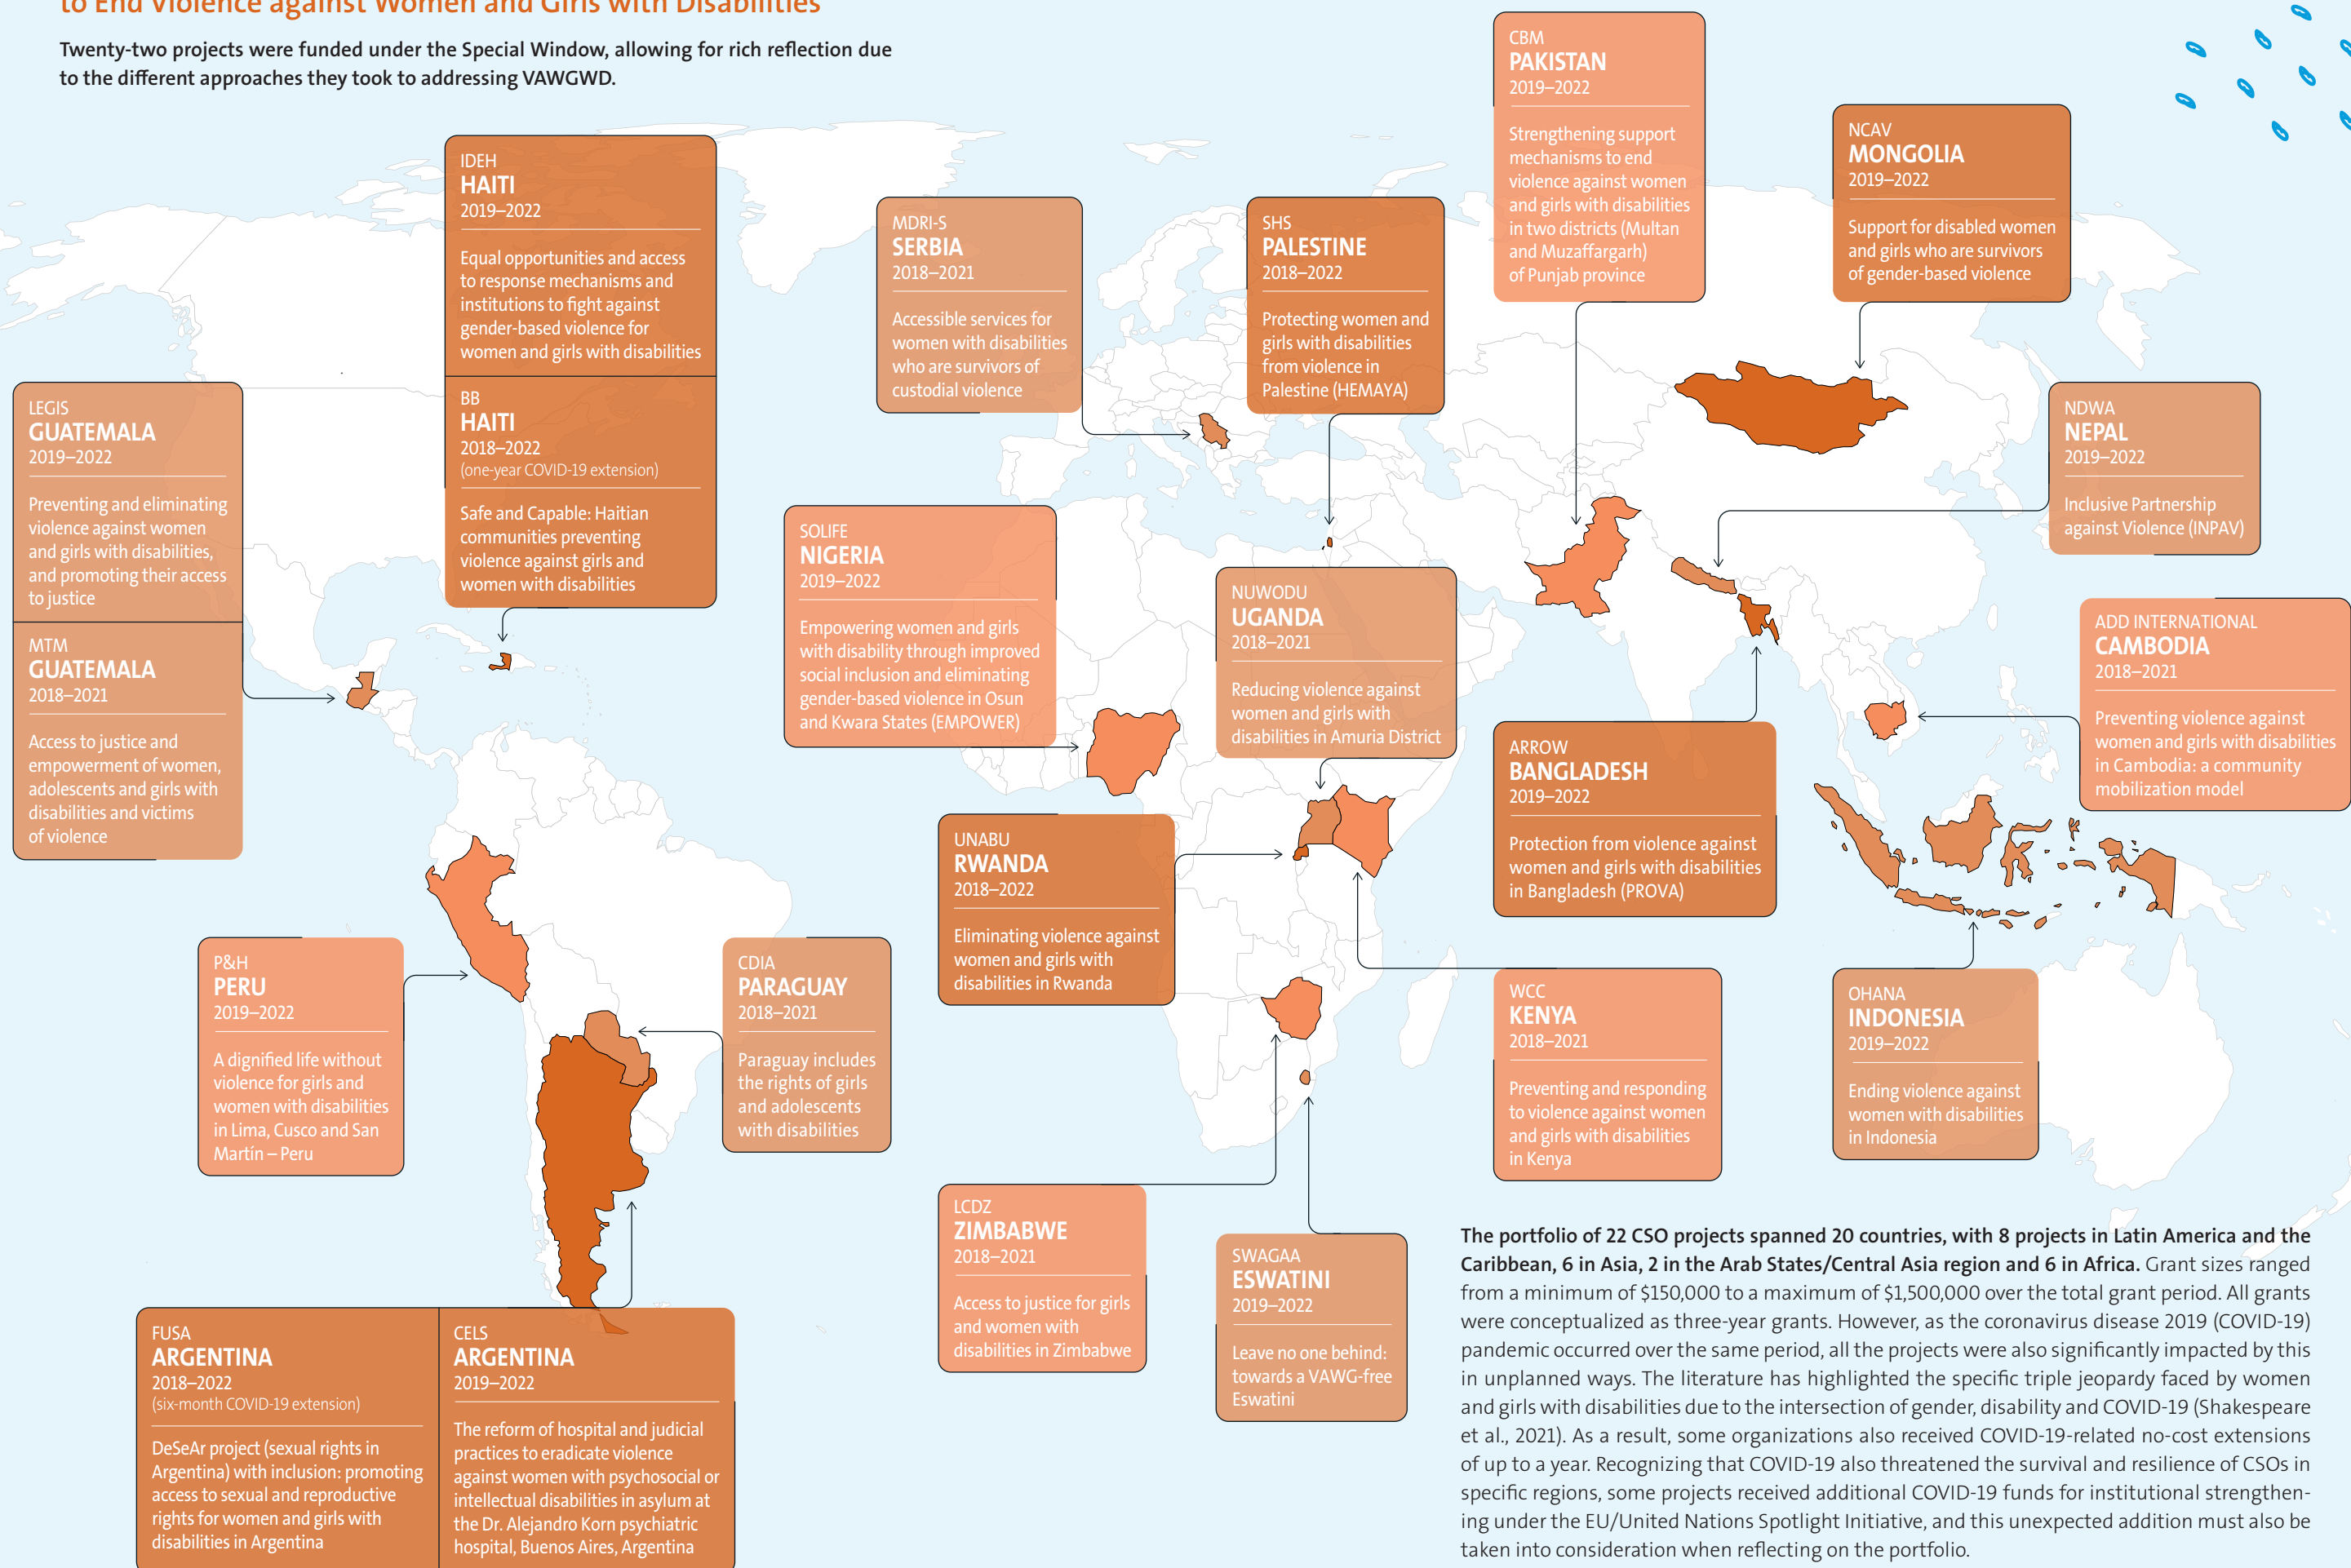 to End Violence against Women and Girls with Disabilities
Twenty-two projects were funded under the Special Window, allowing for rich reflection due
to the different approaches they took to addressing VAWGWD.
IDEH
HAITI
2019–2022
Equal opportunities and access
to response mechanisms and
institutions to fight against
gender-based violence for
women and girls with disabilities
BB
HAITI
2018–2022
(one-year COVID-19 extension)
Safe and Capable: Haitian
communities preventing
violence against girls and
women with disabilities
LEGIS
GUATEMALA
2019–2022
Preventing and eliminating
violence against women
and girls with disabilities,
and promoting their access
to justice
MTM
GUATEMALA
2018–2021
Access to justice and
empowerment of women,
adolescents and girls with
disabilities and victims
of violence
MDRI-S
SERBIA
2018–2021
Accessible services for
women with disabilities
who are survivors of
custodial violence
SHS
PALESTINE
2018–2022
Protecting women and
girls with disabilities
from violence in
Palestine (HEMAYA)
CBM
PAKISTAN
2019–2022
Strengthening support
mechanisms to end
violence against women
and girls with disabilities
in two districts (Multan
and Muzaffargarh)
of Punjab province
NCAV
MONGOLIA
2019–2022
Support for disabled women
and girls who are survivors
of gender-based violence
NDWA
NEPAL
2019–2022
Inclusive Partnership
against Violence (INPAV)
SOLIFE
NIGERIA
2019–2022
Empowering women and girls
with disability through improved
social inclusion and eliminating
gender-based violence in Osun
and Kwara States (EMPOWER)
NUWODU
UGANDA
2018–2021
Reducing violence against
women and girls with
disabilities in Amuria District
ADD INTERNATIONAL
CAMBODIA
2018–2021
Preventing violence against
women and girls with disabilities
in Cambodia: a community
mobilization model
ARROW
BANGLADESH
2019–2022
Protection from violence against
women and girls with disabilities
in Bangladesh (PROVA)
UNABU
RWANDA
2018–2022
Eliminating violence against
women and girls with
disabilities in Rwanda
P&H
PERU
2019–2022
A dignified life without
violence for girls and
women with disabilities
in Lima, Cusco and San
Martín – Peru
CDIA
PARAGUAY
2018–2021
Paraguay includes
the rights of girls
and adolescents
with disabilities
WCC
KENYA
2018–2021
Preventing and responding
to violence against women
and girls with disabilities
in Kenya
OHANA
INDONESIA
2019–2022
Ending violence against
women with disabilities
in Indonesia
LCDZ
ZIMBABWE
2018–2021
Access to justice for girls
and women with
disabilities in Zimbabwe
SWAGAA
ESWATINI
2019–2022
Leave no one behind:
towards a VAWG-free
Eswatini
FUSA
ARGENTINA
2018–2022
(six-month COVID-19 extension)
DeSeAr project (sexual rights in
Argentina) with inclusion: promoting
access to sexual and reproductive
rights for women and girls with
disabilities in Argentina
CELS
ARGENTINA
2019–2022
The reform of hospital and judicial
practices to eradicate violence
against women with psychosocial or
intellectual disabilities in asylum at
the Dr. Alejandro Korn psychiatric
hospital, Buenos Aires, Argentina
The portfolio of 22 CSO projects spanned 20 countries, with 8 projects in Latin America and the
Caribbean, 6 in Asia, 2 in the Arab States/Central Asia region and 6 in Africa. Grant sizes ranged
from a minimum of $150,000 to a maximum of $1,500,000 over the total grant period. All grants
were conceptualized as three-year grants. However, as the coronavirus disease 2019 (COVID-19)
pandemic occurred over the same period, all the projects were also significantly impacted by this
in unplanned ways. The literature has highlighted the specific triple jeopardy faced by women
and girls with disabilities due to the intersection of gender, disability and COVID-19 (Shakespeare
et al., 2021). As a result, some organizations also received COVID-19-related no-cost extensions
of up to a year. Recognizing that COVID-19 also threatened the survival and resilience of CSOs in
specific regions, some projects received additional COVID-19 funds for institutional strengthen-
ing under the EU/United Nations Spotlight Initiative, and this unexpected addition must also be
taken into consideration when reflecting on the portfolio.